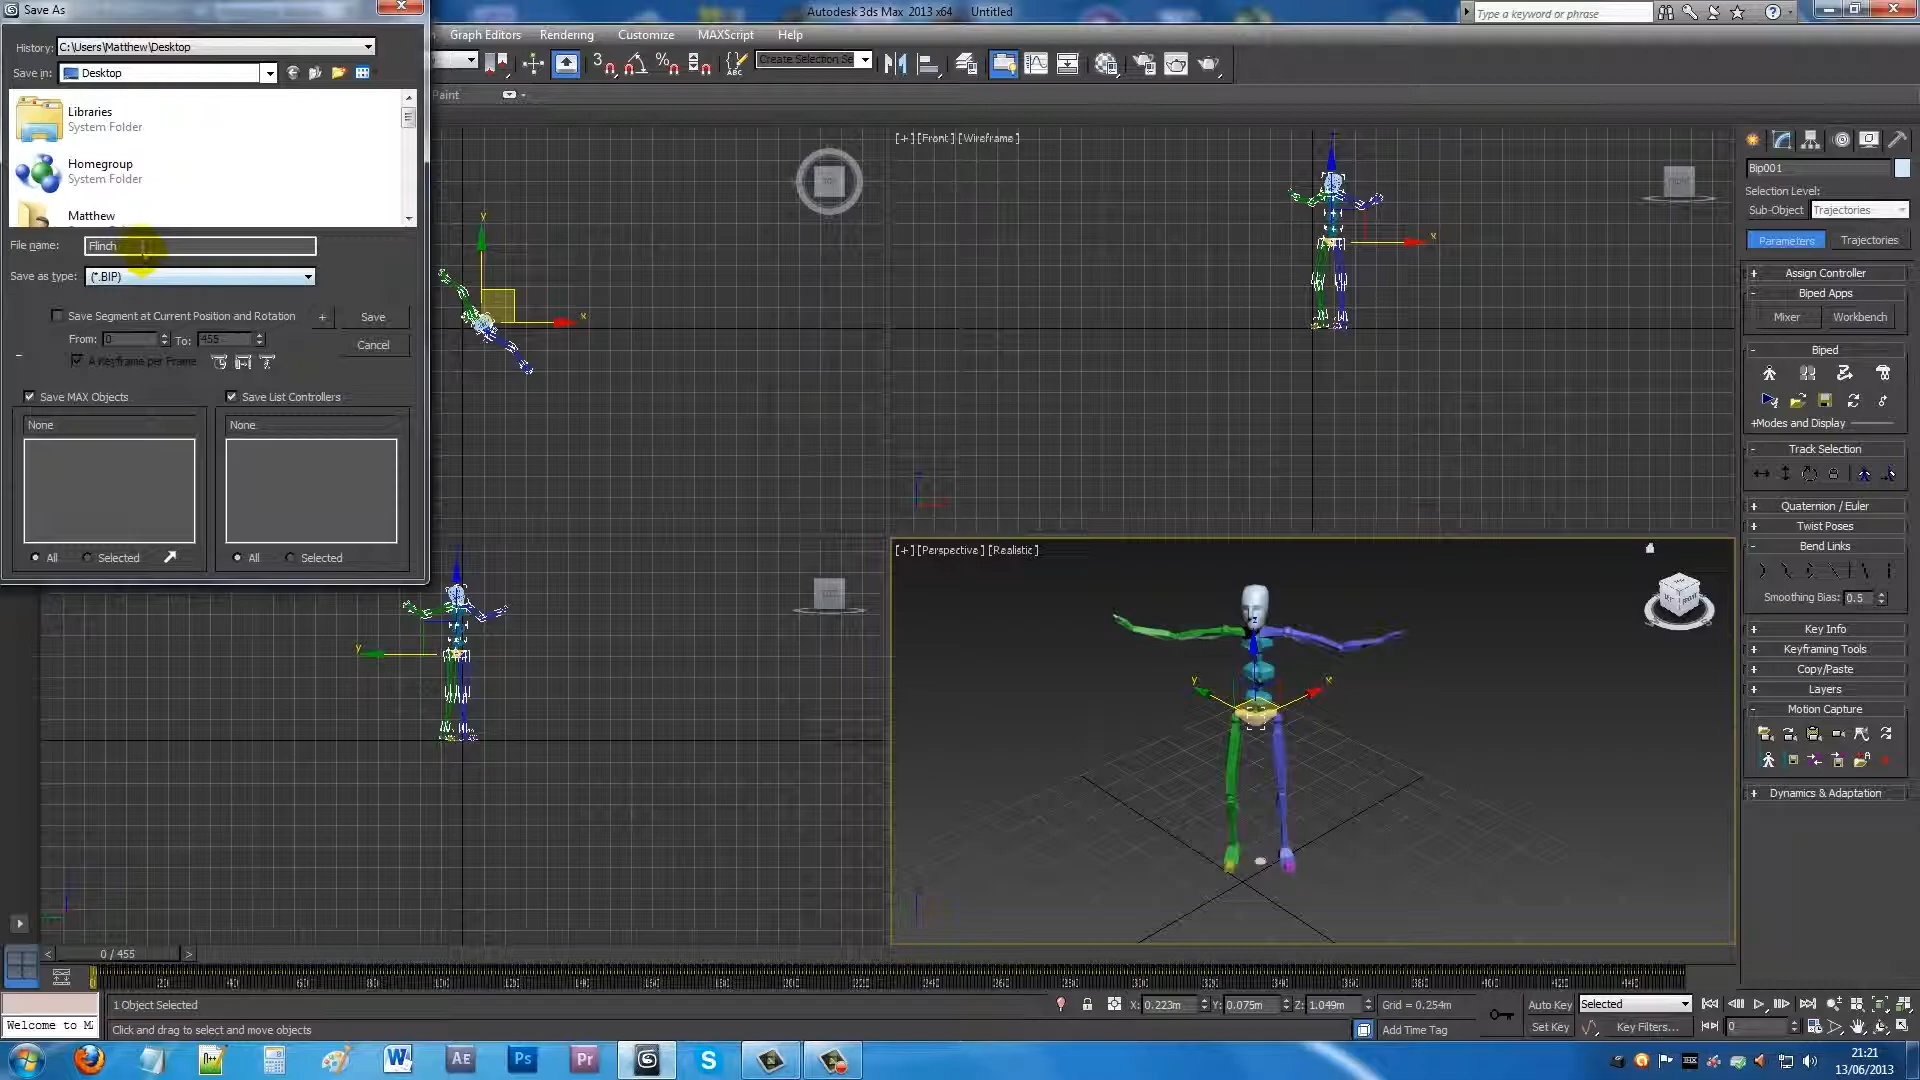 Save As
Autodesk 3ds Max 2013 x64 Untitled
Type a keyword or phrase
Graph Editors Rendering Customize MAXScript Help
History: C:\Users\Matthew\Desktop
Save in: Desktop
Create Selection Se
Paint
Libraries
System Folder
Homegroup
System Folder
Matthew
File name: Flinch
Save as type: (*.BIP)
Save Segment at Current Position and Rotation
Save
From: 0 To: 455
Cancel
A Keyframe per Frame
Save MAX Objects
Save List Controllers
None
None
All Selected
All Selected
[+] [Front] [Wireframe]
[+] [Perspective] [Realistic]
Bip001
Selection Level:
Sub-Object Trajectories
Parameters Trajectories
+ Assign Controller
- Biped Apps
Mixer Workbench
- Biped
+Modes and Display
- Track Selection
+ Quaternion / Euler
+ Twist Poses
- Bend Links
Smoothing Bias: 0.5
+ Key Info
+ Keyframing Tools
+ Copy/Paste
+ Layers
- Motion Capture
+ Dynamics & Adaptation
< 0 / 455 >
1 Object Selected
X: 0.223m Y: 0.075m Z: 1.049m Grid = 0.254m
Auto Key Selected
Welcome to M
Click and drag to select and move objects
Add Time Tag
Set Key Key Filters... 0
21:21
13/06/2013